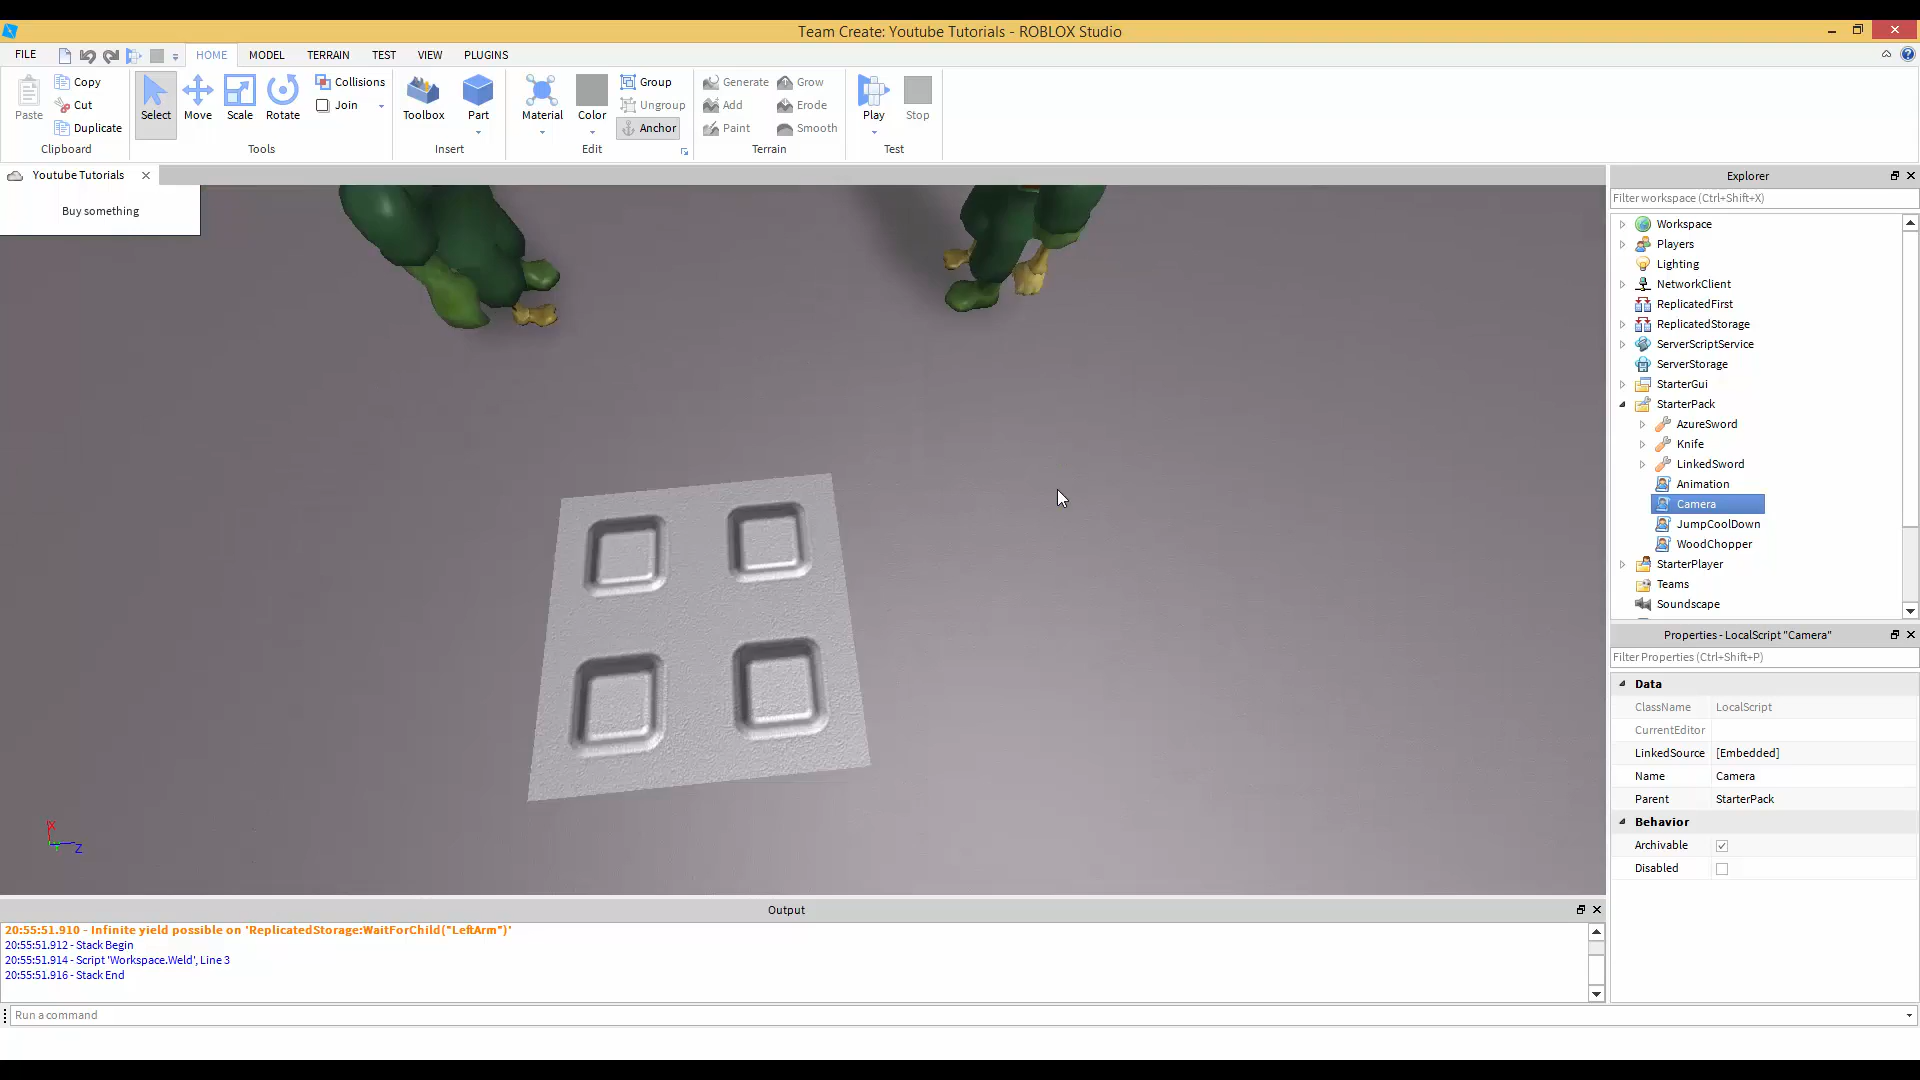 Team Create: Youtube Tutorials - ROBLOX Studio
FILE
HOME
MODEL
TERRAIN
TEST
VIEW
PLUGINS
Paste
Copy
Cut
Duplicate
Clipboard
Select
Move
Scale
Rotate
Collisions
Join
Tools
Toolbox
Part
Insert
Material
Color
Group
Ungroup
Anchor
Edit
Generate
Add
Paint
Grow
Erode
Smooth
Terrain
Play
Stop
Test
Youtube Tutorials
Buy something
X
Z
Explorer
Filter workspace (Ctrl+Shift+X)
Workspace
Players
Lighting
NetworkClient
ReplicatedFirst
ReplicatedStorage
ServerScriptService
ServerStorage
StarterGui
StarterPack
AzureSword
Knife
LinkedSword
Animation
Camera
JumpCoolDown
WoodChopper
StarterPlayer
Teams
Soundscape
Properties - LocalScript "Camera"
Filter Properties (Ctrl+Shift+P)
Data
ClassName LocalScript
CurrentEditor
LinkedSource [Embedded]
Name Camera
Parent StarterPack
Behavior
Archivable
Disabled
Output
20:55:51.910 - Infinite yield possible on 'ReplicatedStorage:WaitForChild("LeftArm")'
20:55:51.912 - Stack Begin
20:55:51.914 - Script 'Workspace.Weld', Line 3
20:55:51.916 - Stack End
Run a command